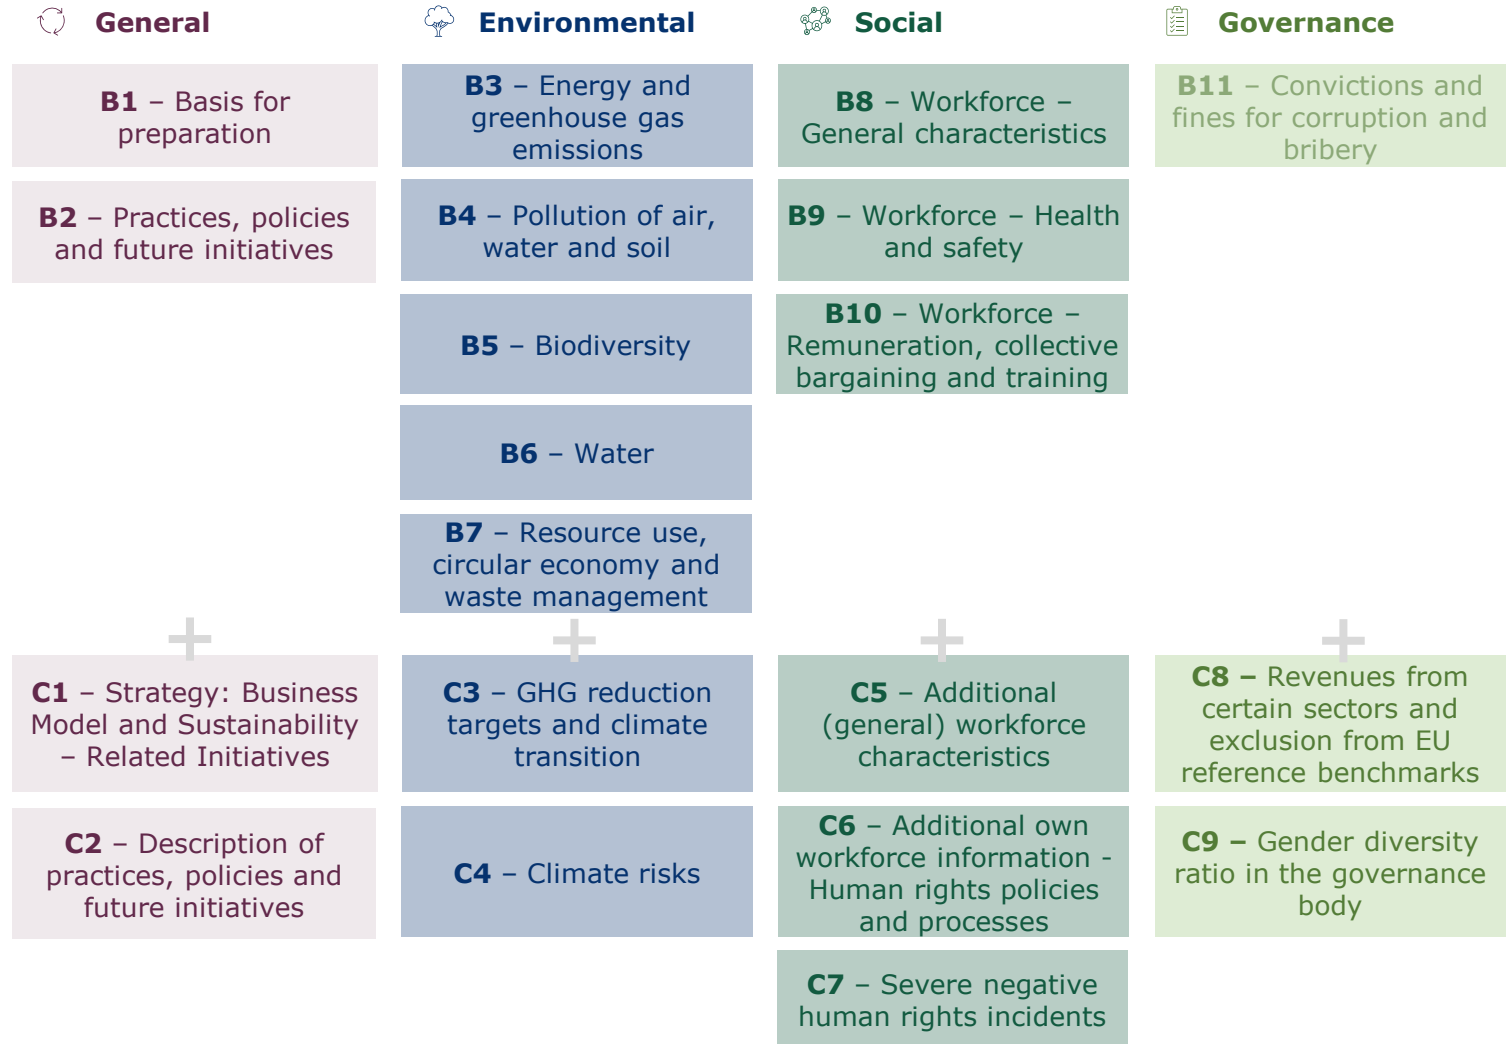 General
Environmental
Social
Governance
B1 – Basis for
preparation
B2 – Practices, policies
and future initiatives
B3 – Energy and
greenhouse gas
emissions
B4 – Pollution of air,
water and soil
B5 – Biodiversity
B6 – Water
B7 – Resource use,
circular economy and
waste management
B8 – Workforce –
General characteristics
B9 – Workforce – Health
and safety
B10 – Workforce –
Remuneration, collective
bargaining and training
B11 – Convictions and
fines for corruption and
bribery
+
+
+
+
C1 – Strategy: Business
Model and Sustainability
– Related Initiatives
C2 – Description of
practices, policies and
future initiatives
C3 – GHG reduction
targets and climate
transition
C4 – Climate risks
C5 – Additional
(general) workforce
characteristics
C6 – Additional own
workforce information -
Human rights policies
and processes
C7 – Severe negative
human rights incidents
C8 – Revenues from
certain sectors and
exclusion from EU
reference benchmarks
C9 – Gender diversity
ratio in the governance
body